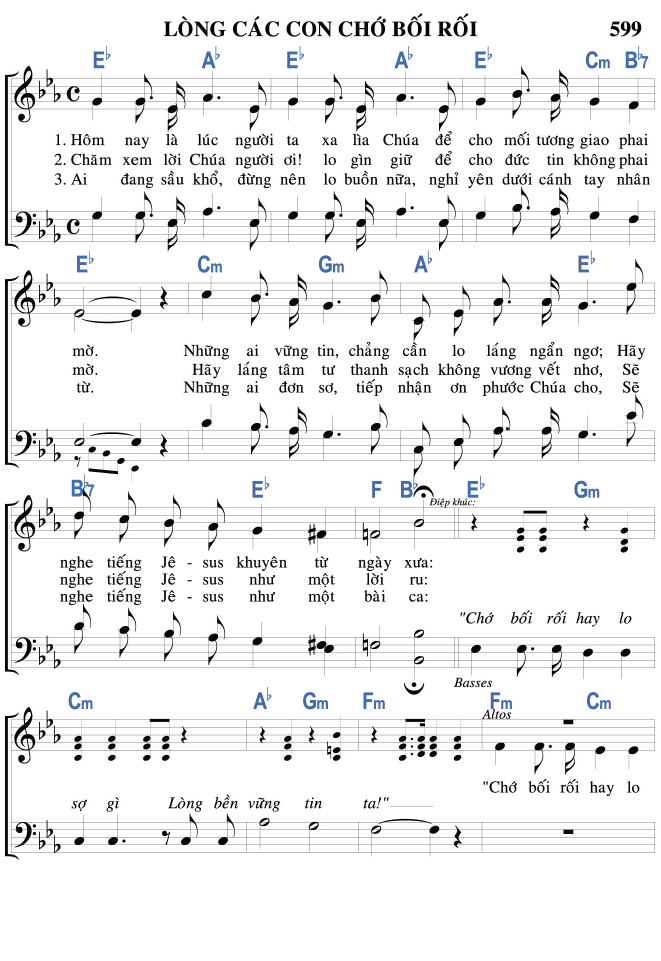 LÒNG CÁC CON CHỚ BỐI RỐI 599
E♭ A♭ E♭ A♭ E♭ Cm B♭7
1. Hôm nay là lúc người ta xa lìa Chúa để cho mối tương giao phai
2. Chăm xem lời Chúa người ơi! lo gìn giữ để cho đức tin không phai
3. Ai đang sầu khổ, đừng nên lo buồn nữa, nghỉ yên dưới cánh tay nhân
E♭ Cm Gm A♭ E♭
mờ. Những ai vững tin, chẳng cần lo láng ngẩn ngơ; Hãy
mờ. Hãy láng tâm tư thanh sạch không vương vết nhơ, Sẽ
từ. Những ai đơn sơ, tiếp nhận ơn phước Chúa cho, Sẽ
B♭7 E♭ F B♭ Điệp khúc: E♭ Gm
nghe tiếng Jê - sus khuyên từ ngày xưa:
nghe tiếng Jê - sus như một lời ru:
nghe tiếng Jê - sus như một bài ca:
"Chớ bối rối hay lo
Basses
Cm A♭ Gm Fm Fm Cm
Altos
"Chớ bối rối hay lo
sợ gì Lòng bền vững tin ta!"